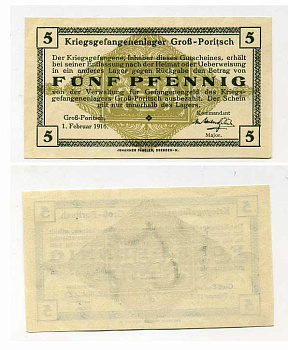 5 Kriegsgefangenenlager Groß-Poritsch 5
Der Kriegsgefangene, Inhaber dieses Gutscheines, erhält
bei seiner Entlassung nach der Heimat oder Ueberweisung
in ein anderes Lager gegen Rückgabe den Betrag von
FÜNF PFENNIG
von der Verwaltung für Gefangenengeld des Kriegs-
gefangenenlagers Groß-Poritsch ausbezahlt. Der Schein
gilt nur innerhalb des Lagers.
Kommandant
Groß-Poritsch,
1. Februar 1916.
Major.
5 5
JOHANNES PÄSSLER, DRESDEN-A.